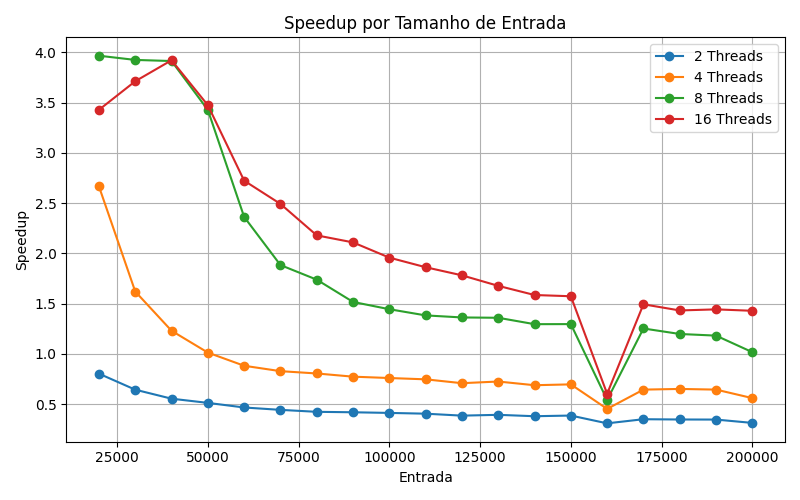 Speedup por Tamanho de Entrada
4.0
3.5
3.0
2.5
2.0
1.5
1.0
0.5
Speedup
2 Threads
4 Threads
8 Threads
16 Threads
25000 50000 75000 100000 125000 150000 175000 200000
Entrada